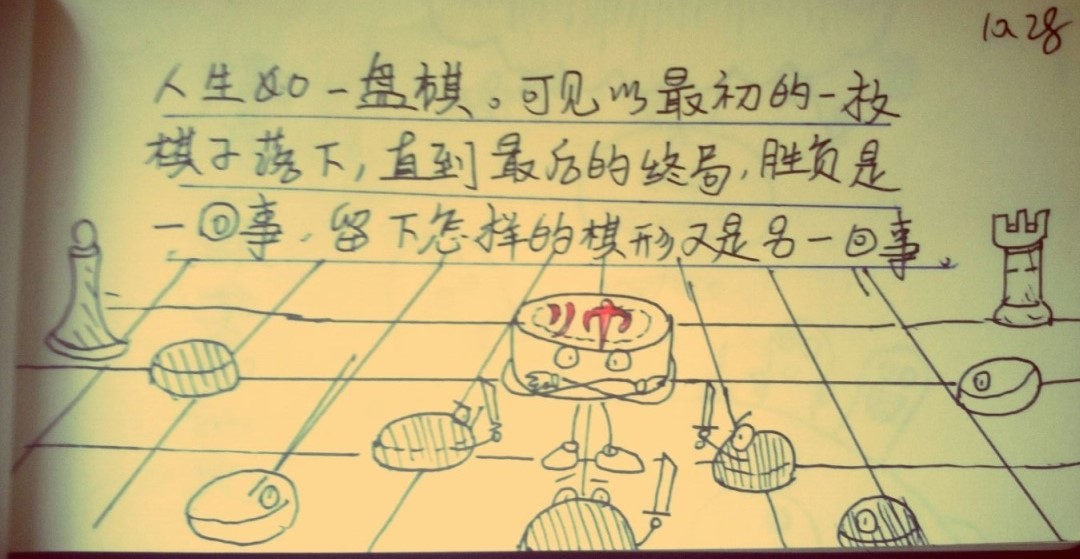 10.28
人生如一盘棋。可见从最初的一枚
棋子落下,直到最后的终局,胜负是
一回事,留下怎样的棋形又是另一回事。
帅